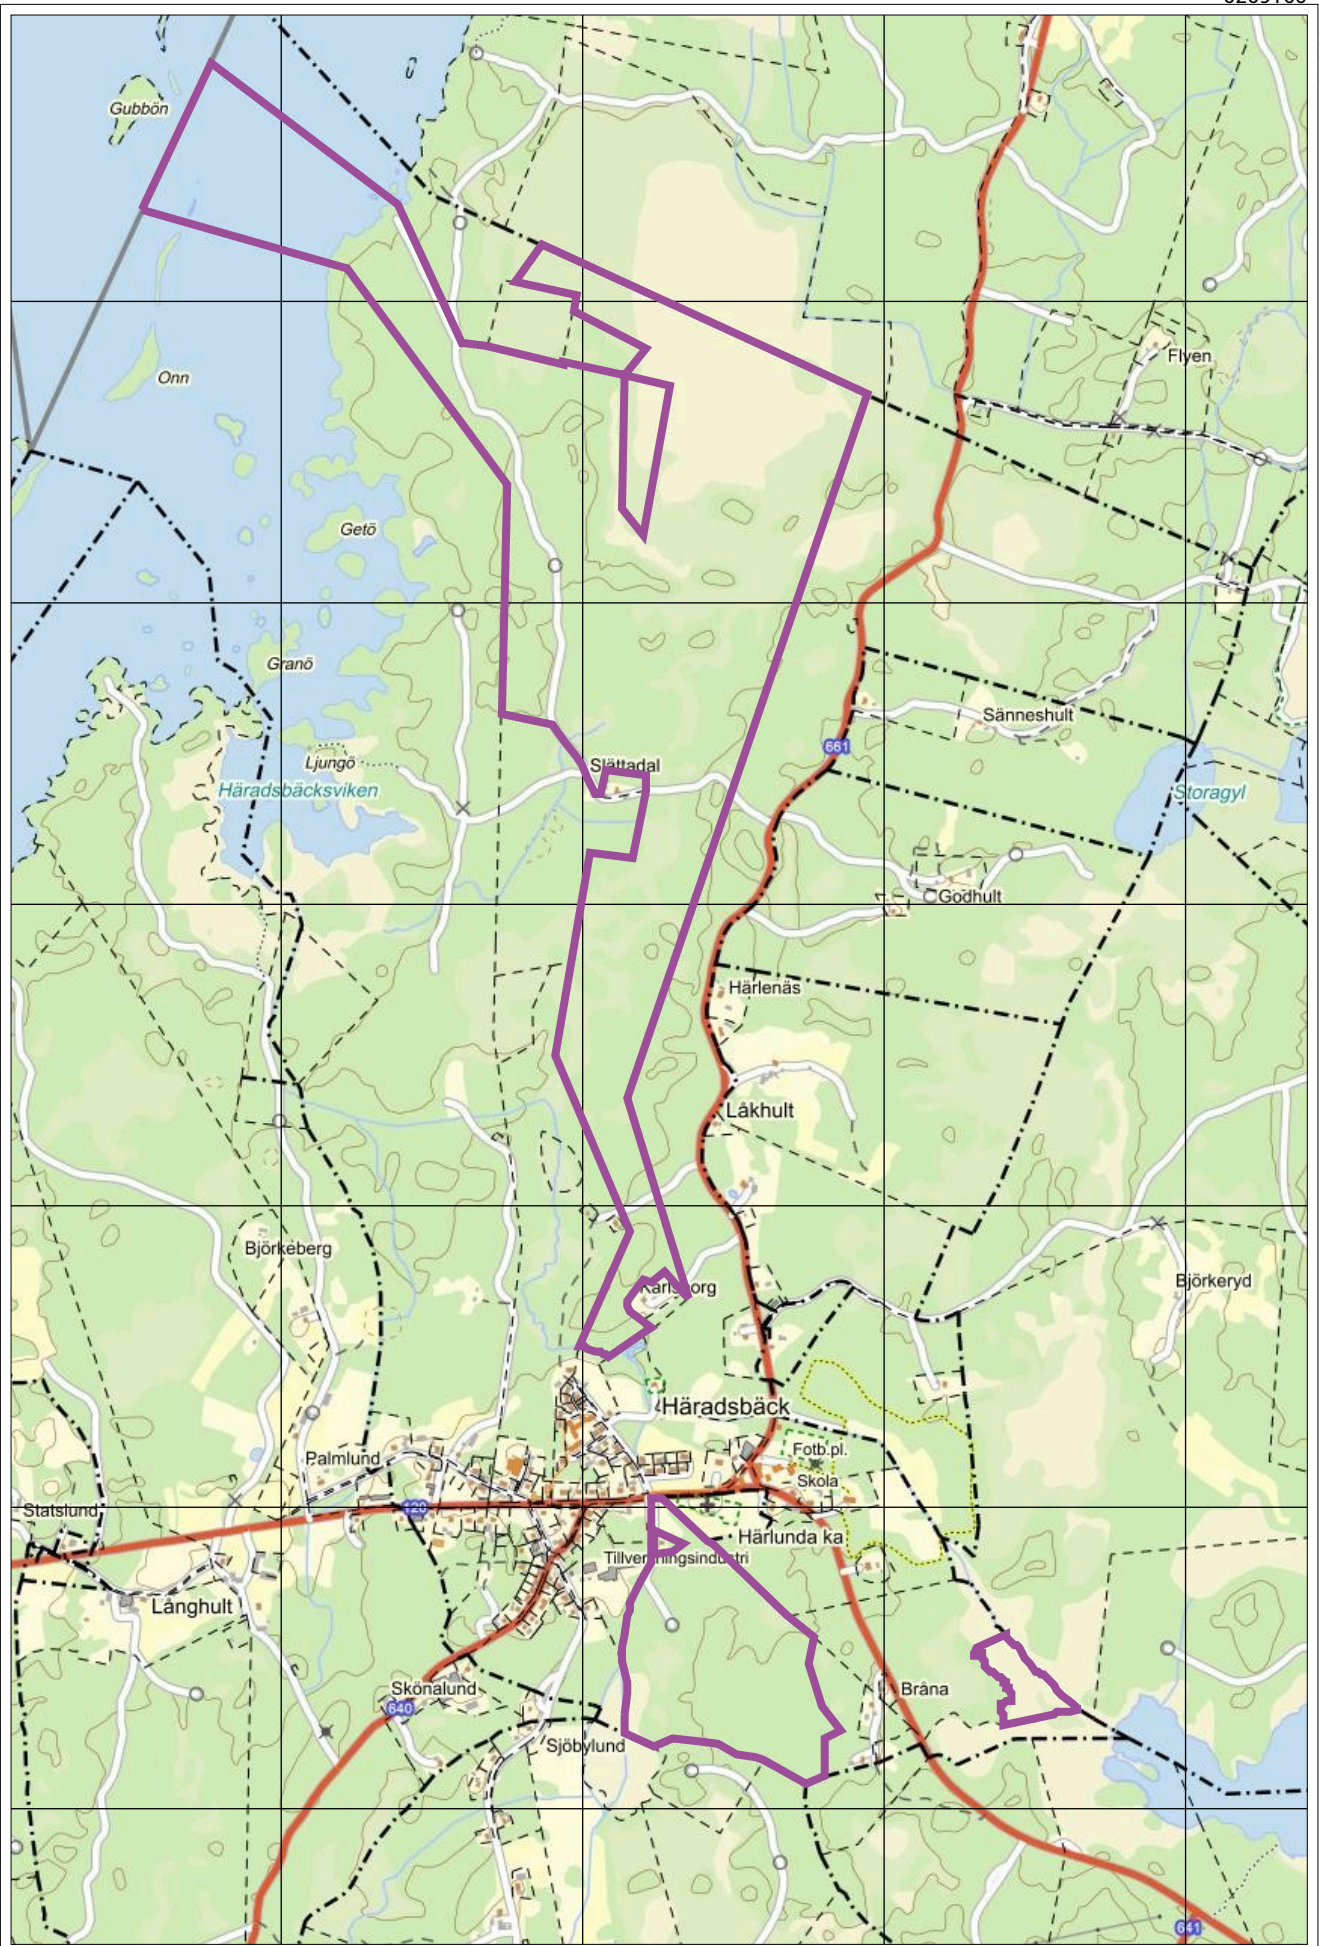 Gubbön
Onn
Flyen
Getö
Granö
Sänneshult
661
Ljungö
Slättadal
Häradsbäcksviken
Storagyl
Godhult
Härlenäs
Låkhult
Björkeberg
Björkeryd
Karlsborg
Häradsbäck
Palmlund
Fotb.pl.
Skola
Statslund
120
Härlunda ka
Tillverkningsindustri
Långhult
Skönalund
Bråna
640
Sjöbylund
641